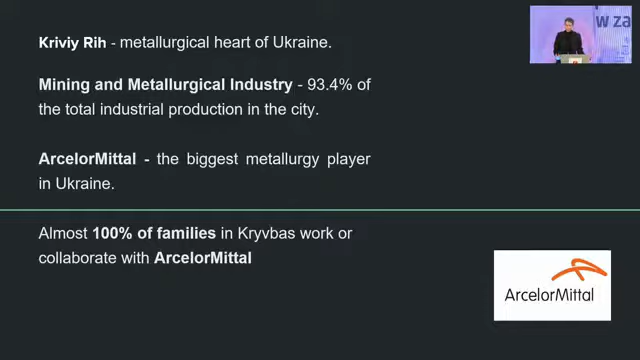 Kriviy Rih - metallurgical heart of Ukraine.
Mining and Metallurgical Industry - 93.4% of
the total industrial production in the city.
ArcelorMittal - the biggest metallurgy player
in Ukraine.
Almost 100% of families in Kryvbas work or
collaborate with ArcelorMittal
ArcelorMittal
w za